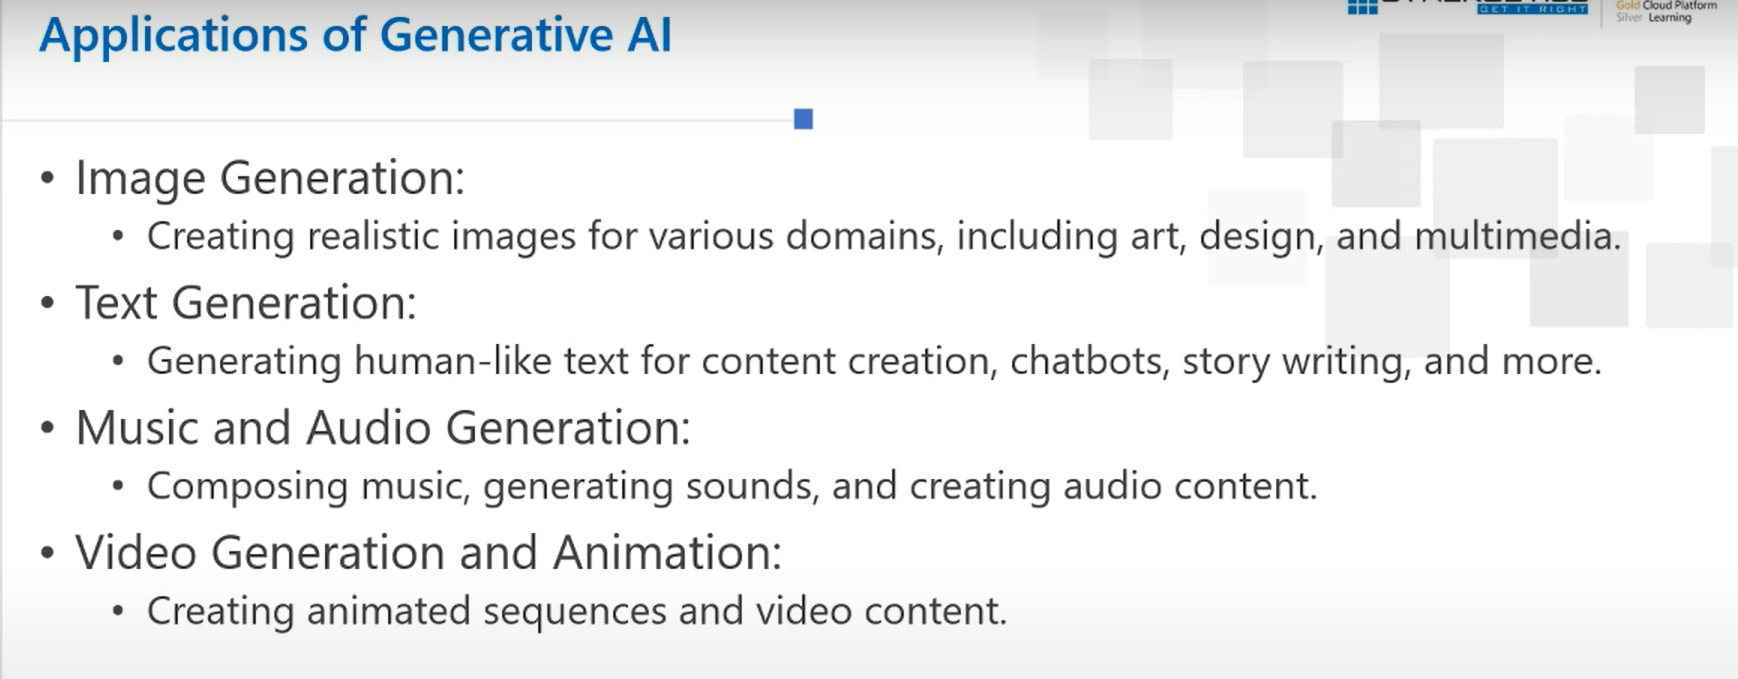 Applications of Generative AI
GET IT RIGHT
Gold Cloud Platform
Silver Learning
• Image Generation:
• Creating realistic images for various domains, including art, design, and multimedia.
• Text Generation:
• Generating human-like text for content creation, chatbots, story writing, and more.
• Music and Audio Generation:
• Composing music, generating sounds, and creating audio content.
• Video Generation and Animation:
• Creating animated sequences and video content.